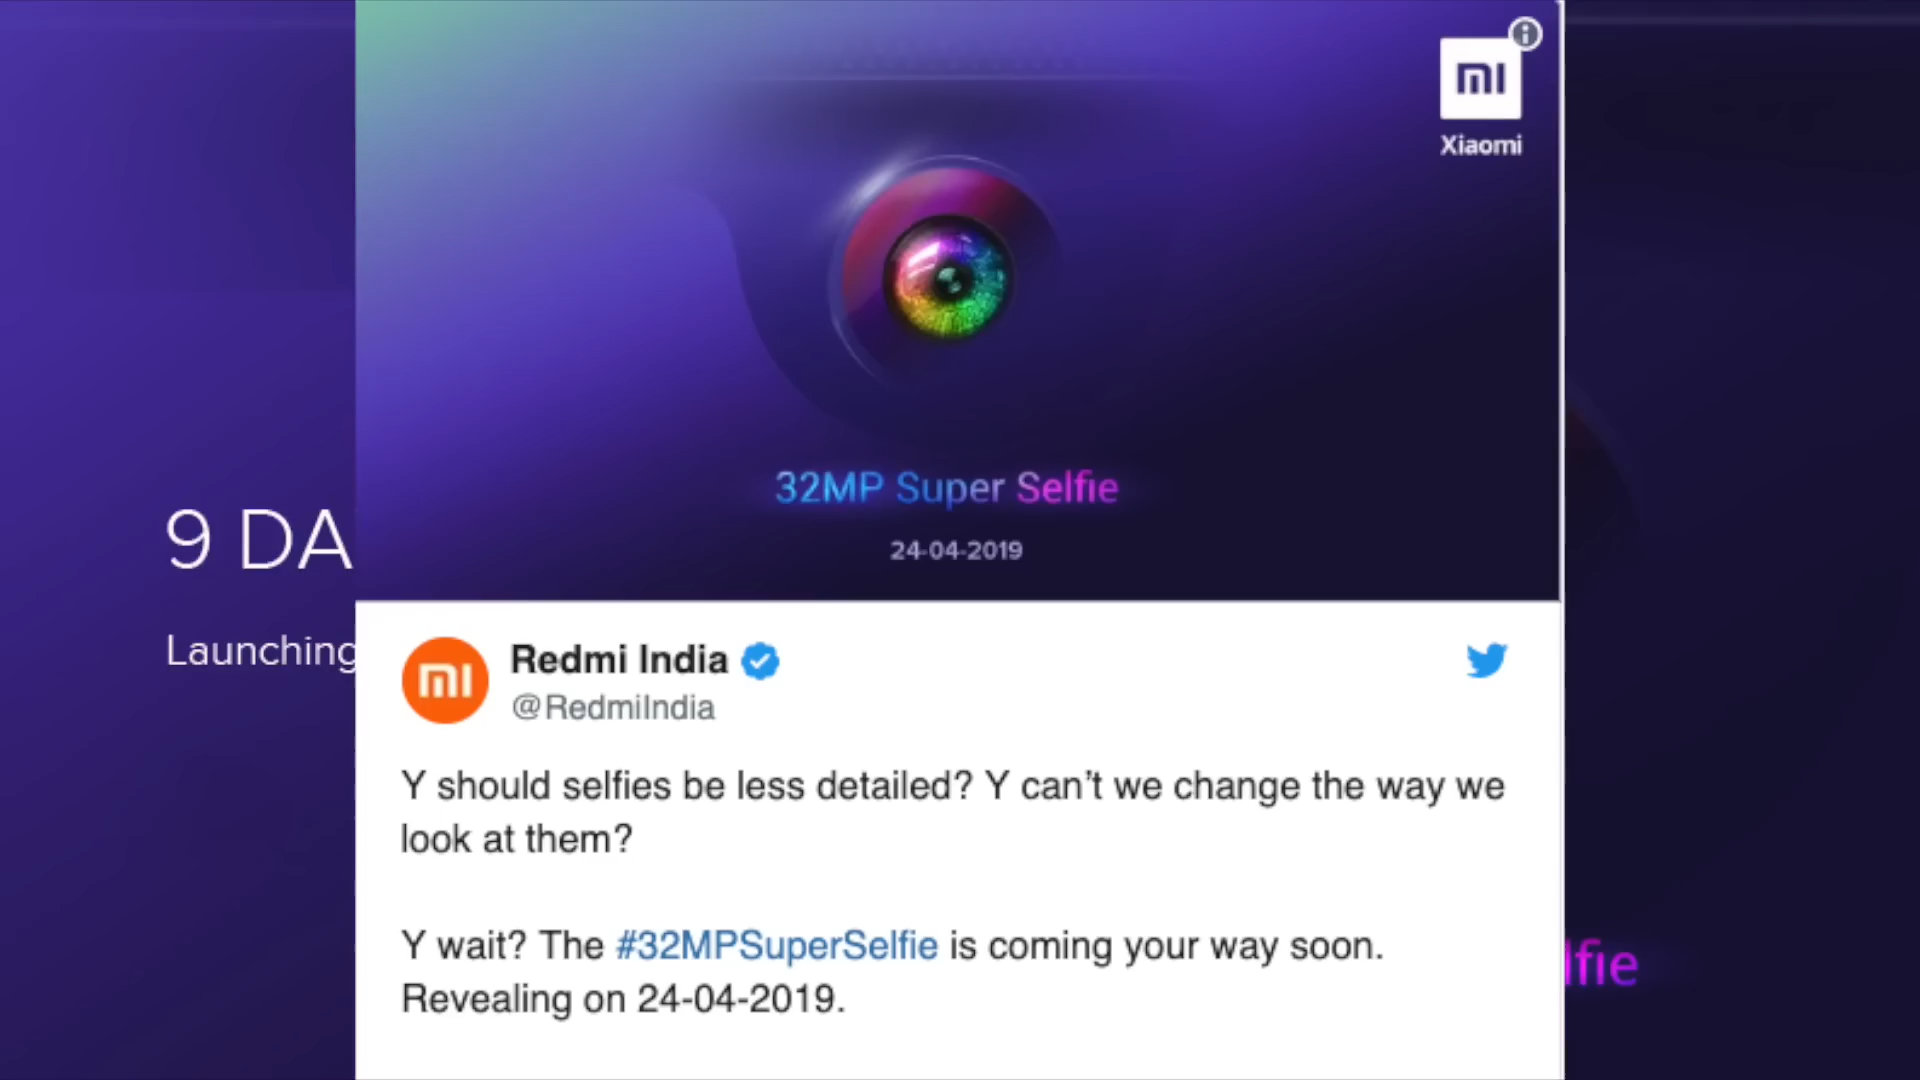 mi
Xiaomi
32MP Super Selfie
24-04-2019
9 DA
Launching
mi
Redmi India
@RedmiIndia
Y should selfies be less detailed? Y can't we change the way we
look at them?
Y wait? The #32MPSuperSelfie is coming your way soon.
Revealing on 24-04-2019.
lfie